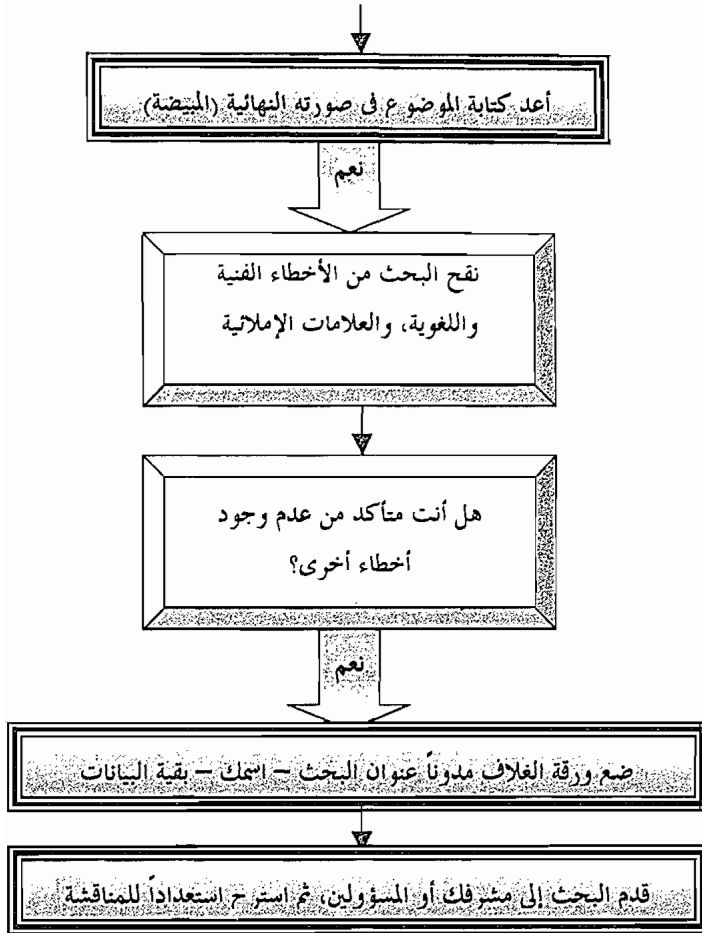 أعد كتابة الموضوع فى صورته النهائية (المبيضة)
نعم
نقح البحث من الأخطاء الفنية
واللغوية، والعلامات الإملائية
هل أنت متأكد من عدم وجود
أخطاء أخرى؟
نعم
ضع ورقة الغلاف مدوناً عنوان البحث – اسمك – بقية البيانات
قدم البحث إلى مشرفك أو المسؤولين، ثم استرح استعداداً للمناقشة